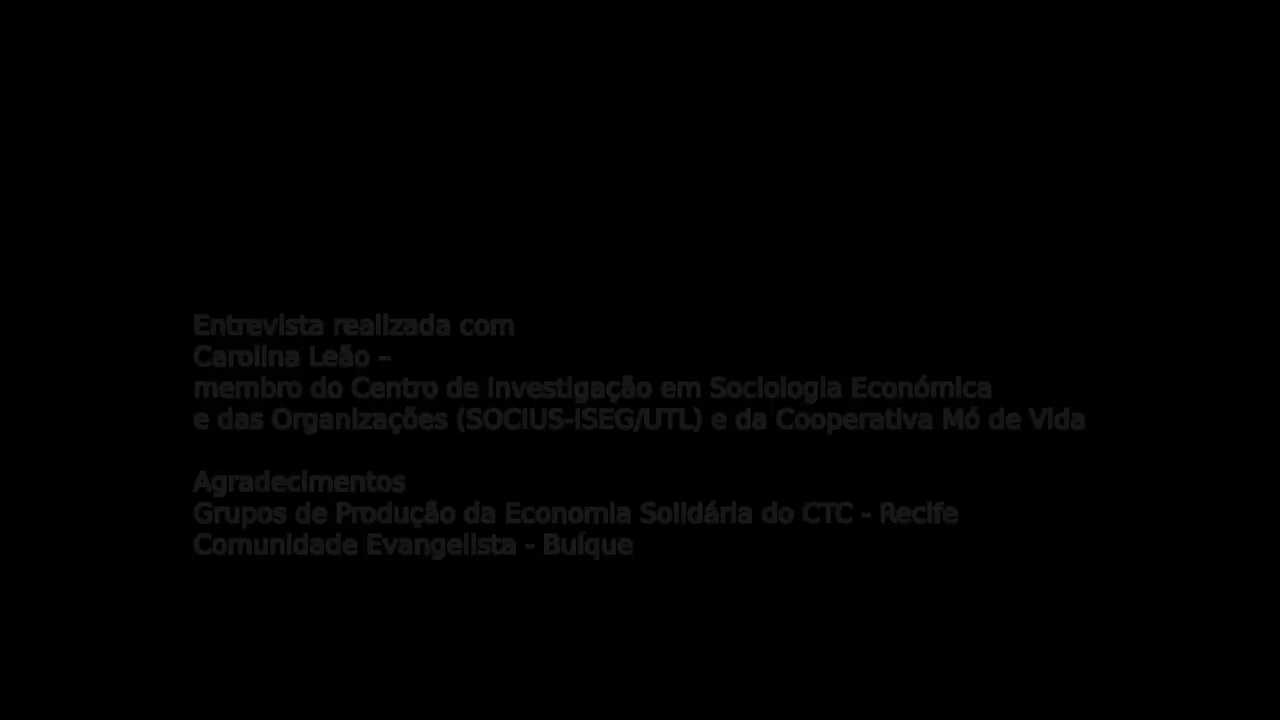 Entrevista realizada com
Carolina Leão –
membro do Centro de Investigação em Sociologia Económica
e das Organizações (SOCIUS-ISEG/UTL) e da Cooperativa Mó de Vida
Agradecimentos
Grupos de Produção da Economia Solidária do CTC - Recife
Comunidade Evangelista - Buíque